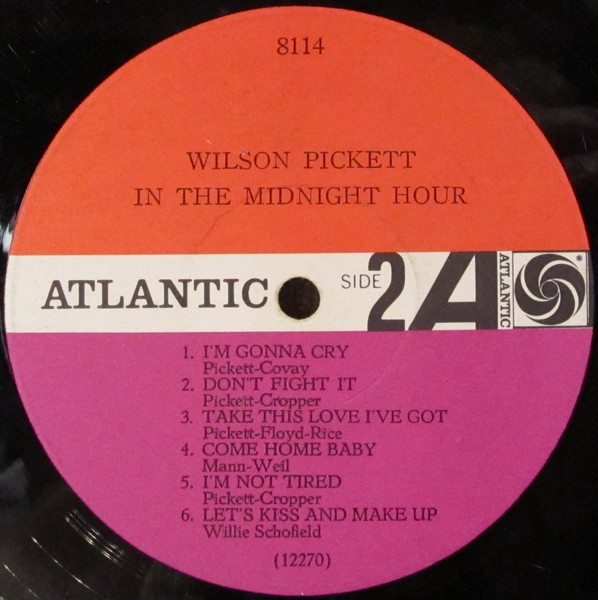 8114
WILSON PICKETT
IN THE MIDNIGHT HOUR
ATLANTIC SIDE 2 A ATLANTIC ®
1. I'M GONNA CRY
Pickett-Covay
2. DON'T FIGHT IT
Pickett-Cropper
3. TAKE THIS LOVE I'VE GOT
Pickett-Floyd-Rice
4. COME HOME BABY
Mann-Weil
5. I'M NOT TIRED
Pickett-Cropper
6. LET'S KISS AND MAKE UP
Willie Schofield
(12270)